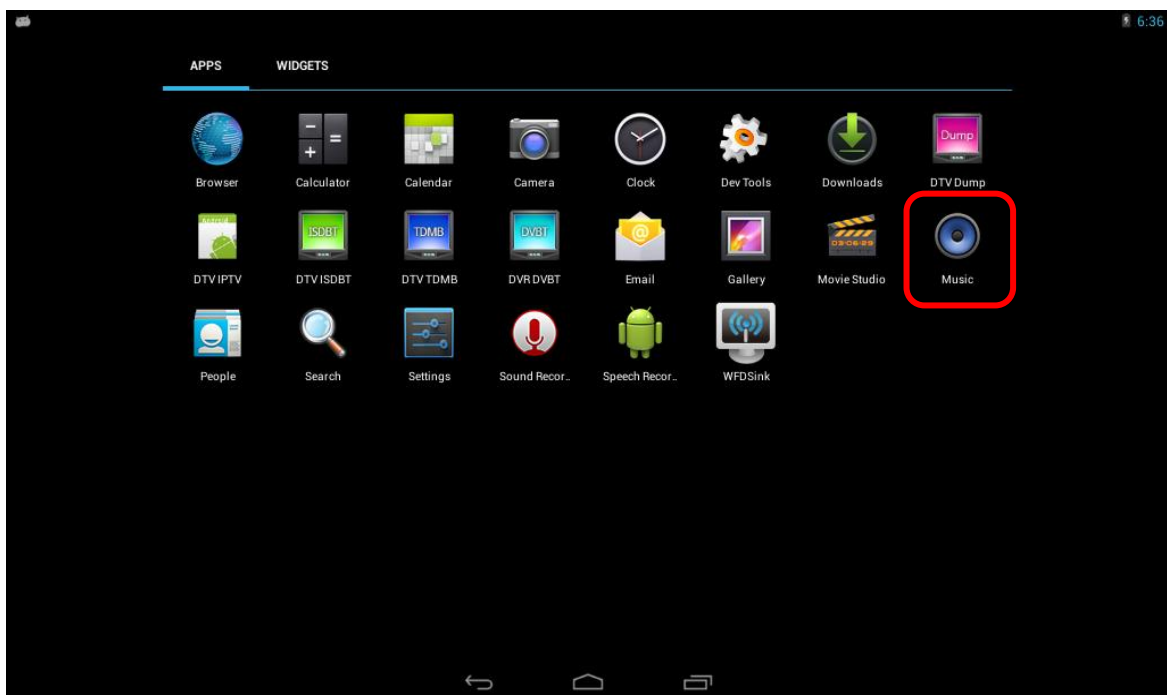 6:36
APPS WIDGETS
Dump
Browser Calculator Calendar Camera Clock Dev Tools Downloads DTV Dump
ISDBT TDMB DVBT @ 03-06-29
DTV IPTV DTV ISDBT DTV TDMB DVR DVBT Email Gallery Movie Studio Music
People Search Settings Sound Recor.. Speech Recor.. WFDSink